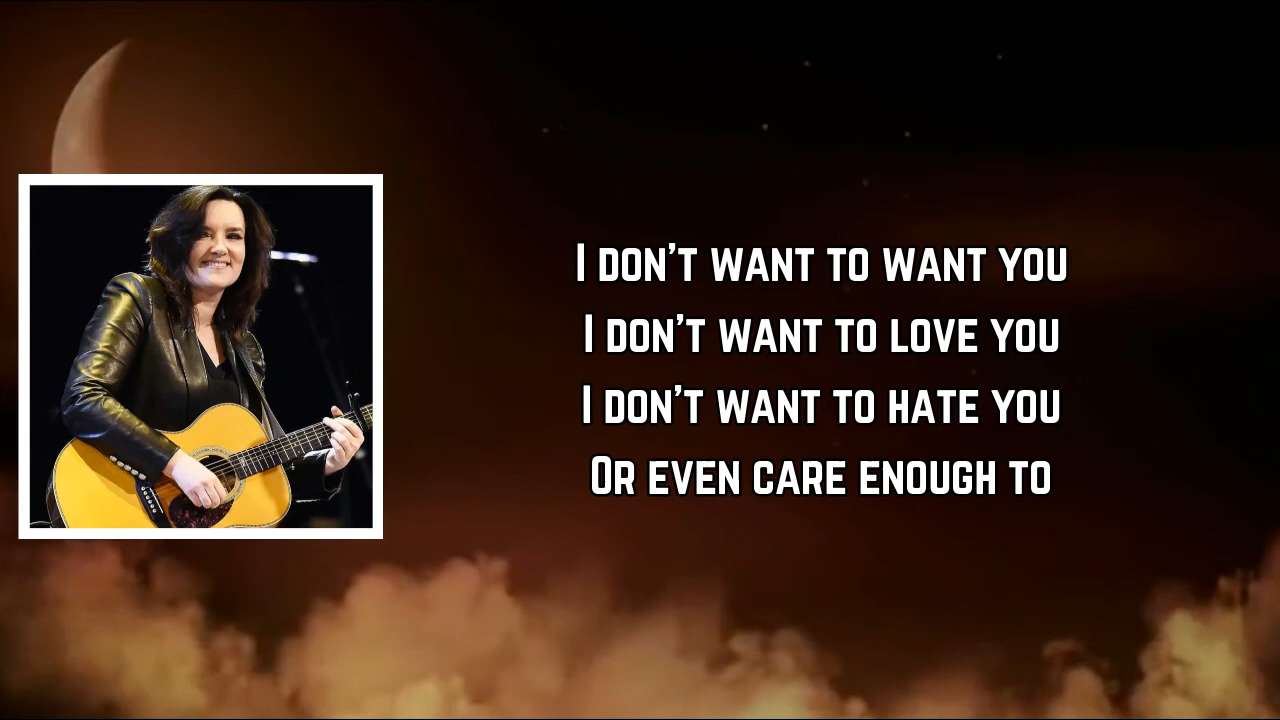 I don't want to want you
I don't want to love you
I don't want to hate you
Or even care enough to